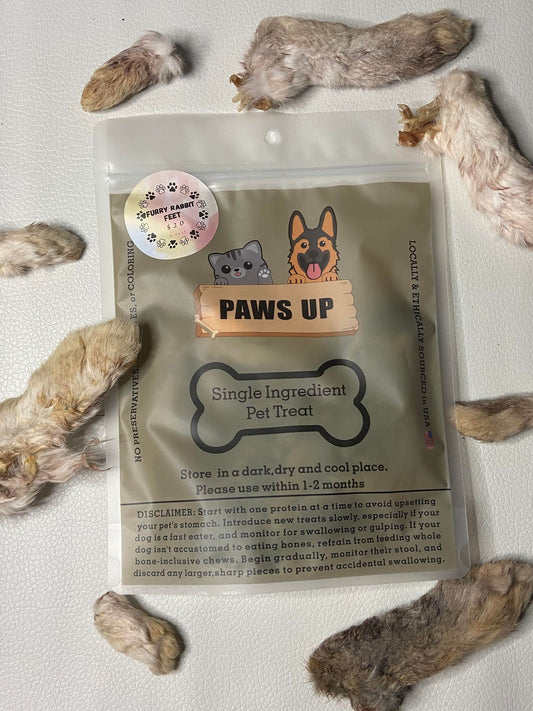 FURRY RABBIT
FEET
$20
NO PRESERVATIVES,
ES, or COLORING
LOCALLY & ETHICALLY SOURCED in USA
PAWS UP
Single Ingredient
Pet Treat
Store in a dark,dry and cool place.
Please use within 1-2 months
DISCLAIMER: Start with one protein at a time to avoid upsetting
your pet's stomach. Introduce new treats slowly, especially if your
dog is a fast eater, and monitor for swallowing or gulping. If your
dog isn't accustomed to eating bones, refrain from feeding whole
bone-inclusive chews. Begin gradually, monitor their stool, and
discard any larger,sharp pieces to prevent accidental swallowing.